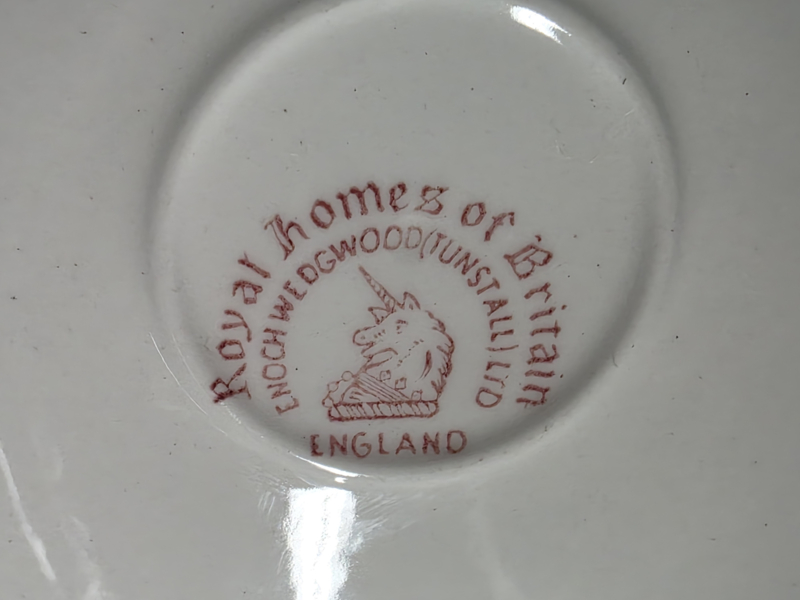 Royal Homes of Britain
ENOCH WEDGWOOD (TUNSTALL) LTD
ENGLAND